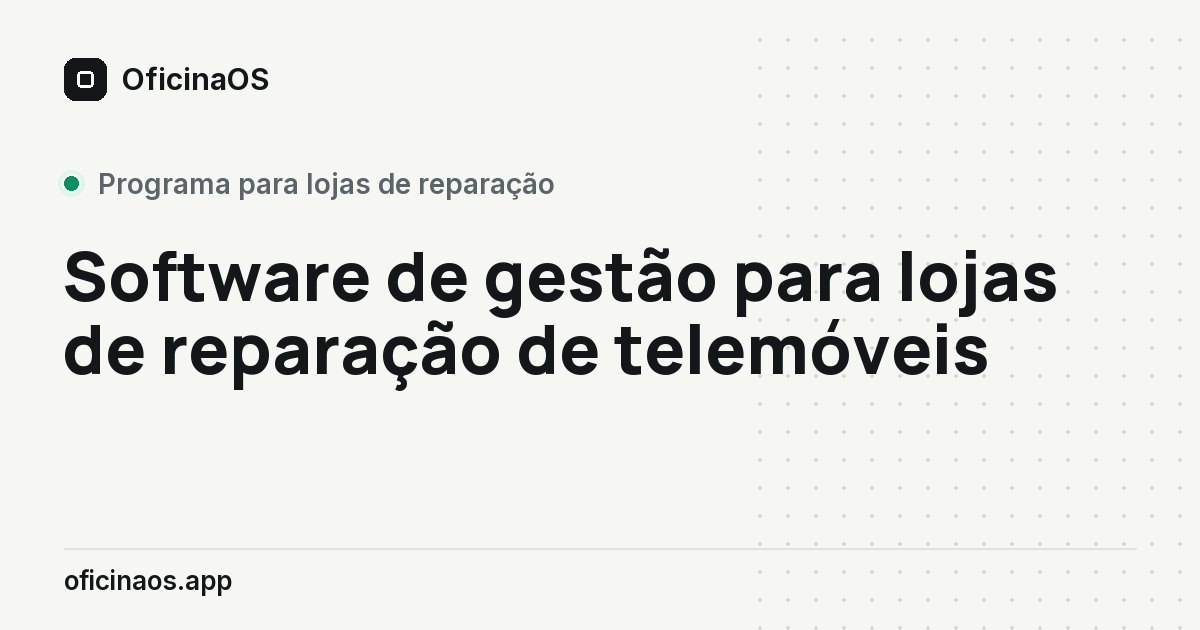 OficinaOS
Programa para lojas de reparação
Software de gestão para lojas
de reparação de telemóveis
oficinaos.app